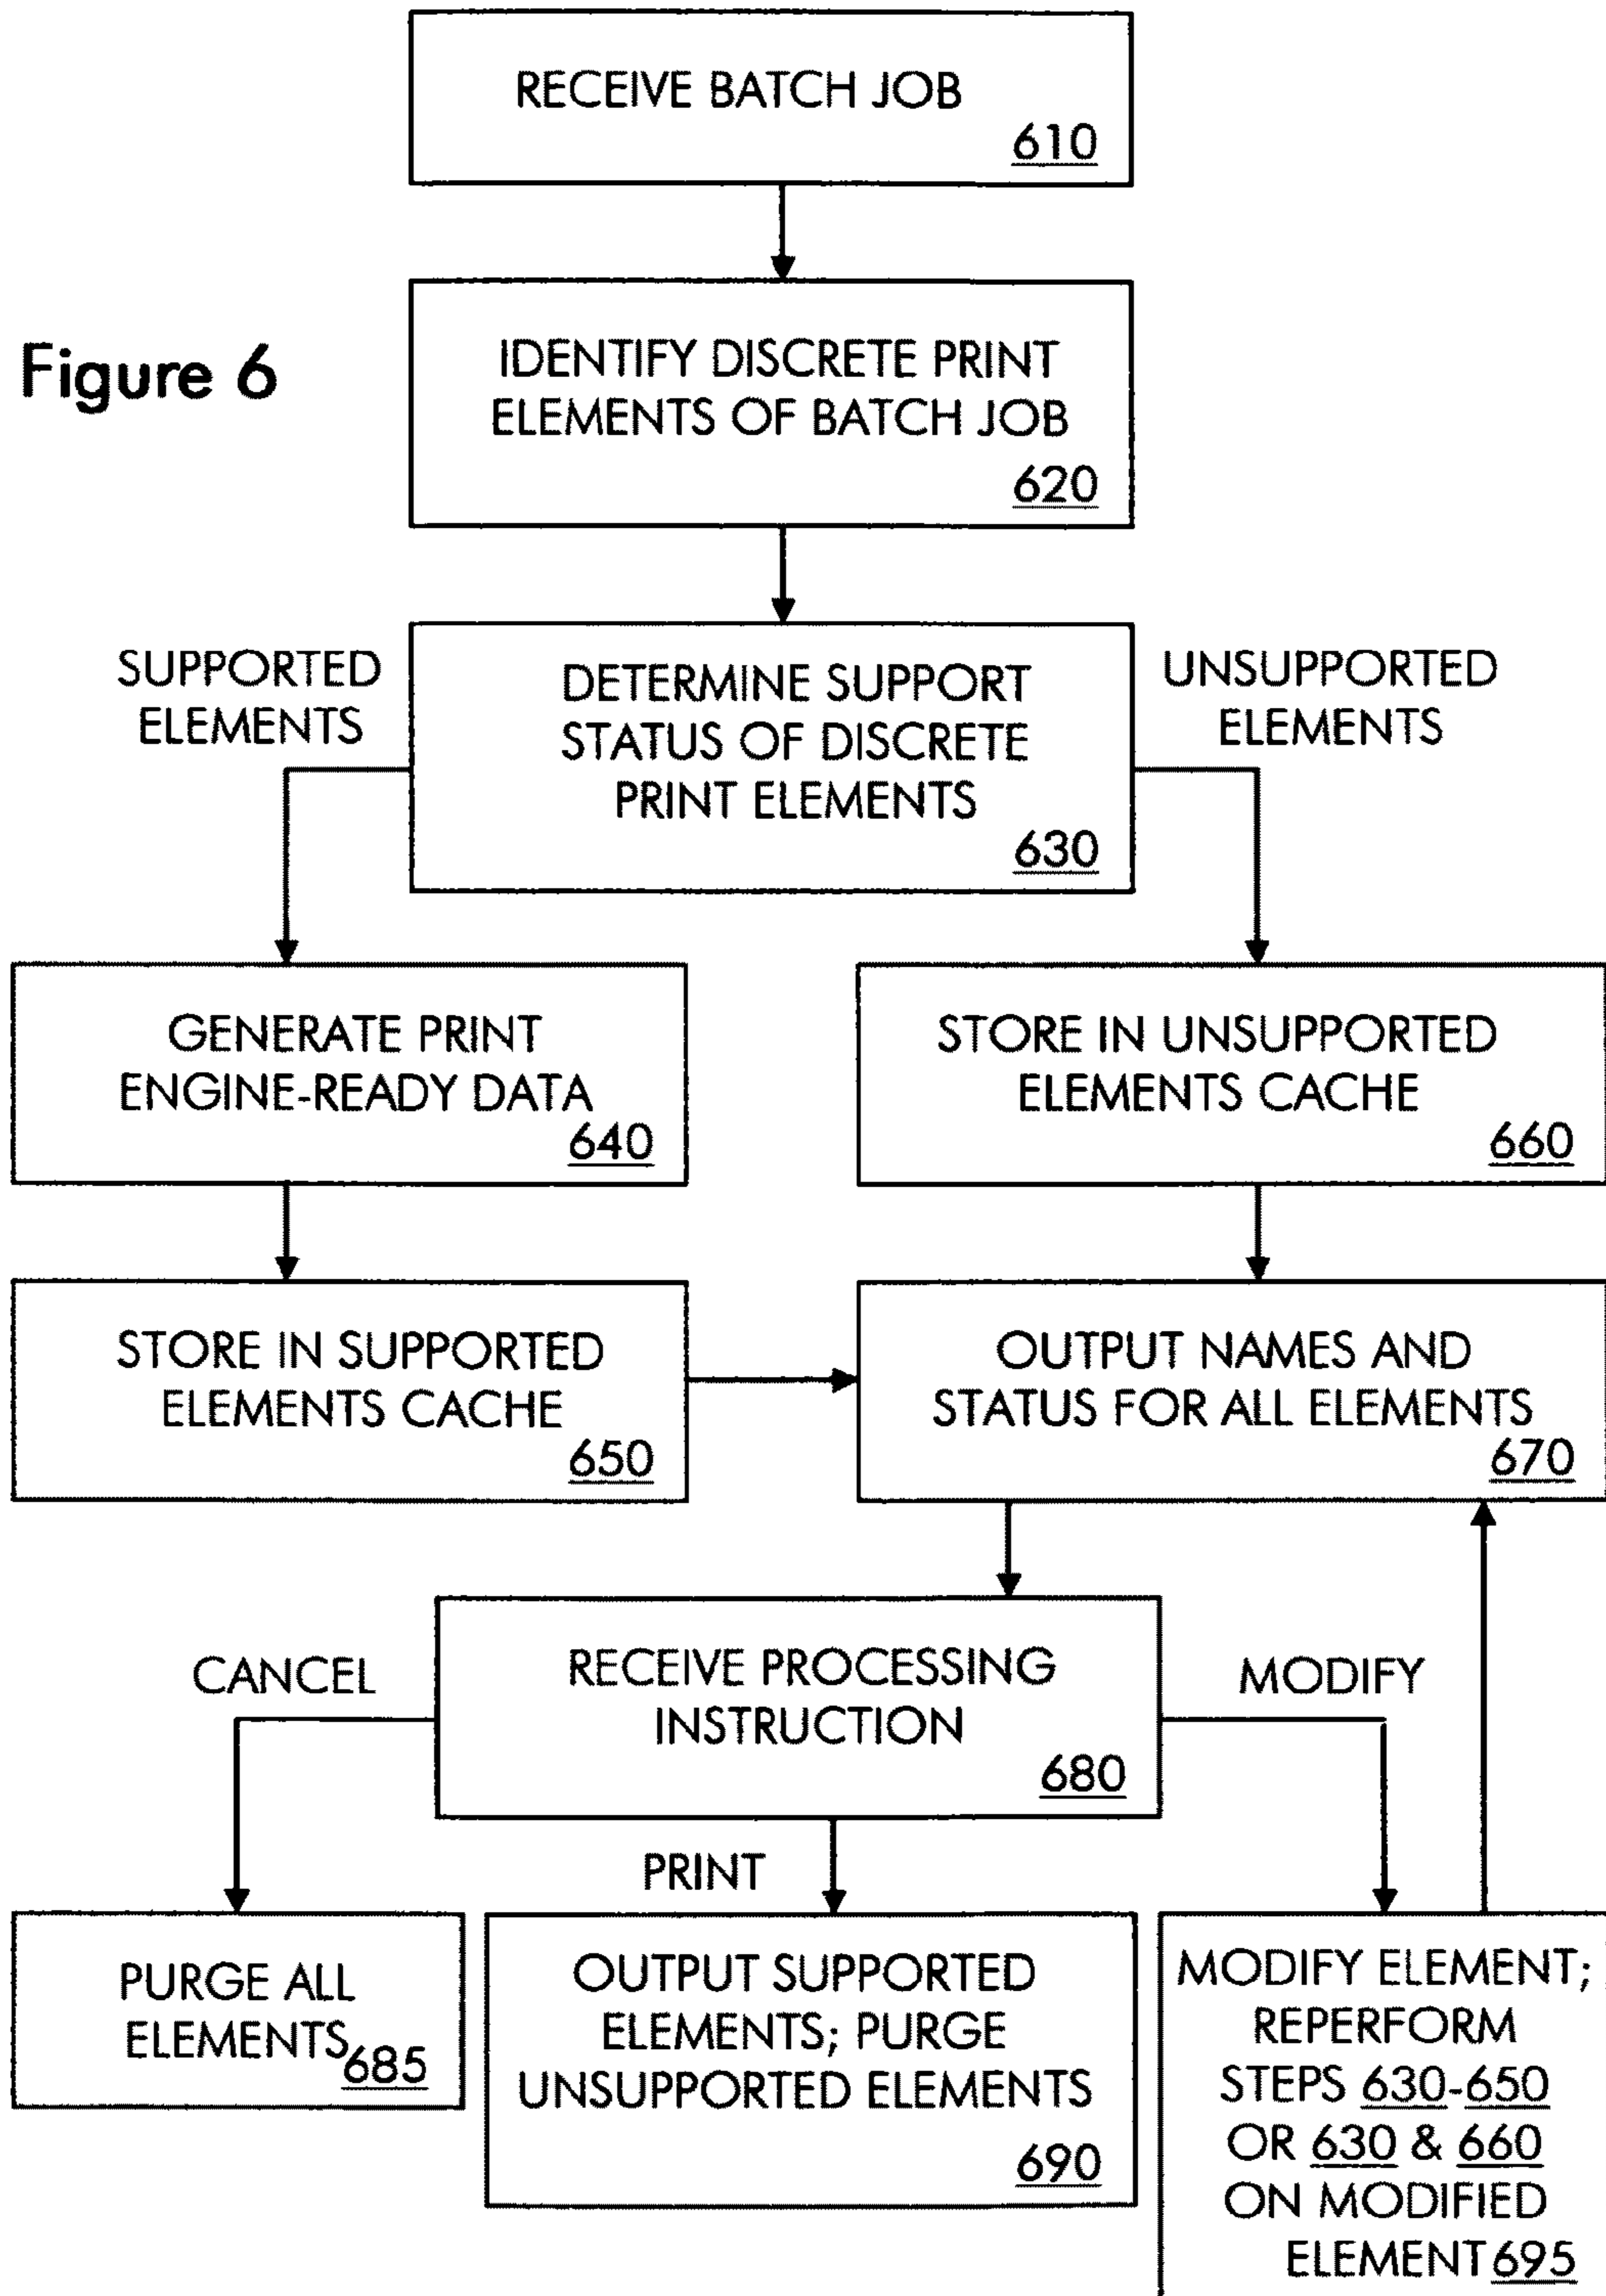 RECEIVE BATCH JOB
610
Figure 6
IDENTIFY DISCRETE PRINT
ELEMENTS OF BATCH JOB
620
SUPPORTED
ELEMENTS
DETERMINE SUPPORT
STATUS OF DISCRETE
PRINT ELEMENTS
630
UNSUPPORTED
ELEMENTS
GENERATE PRINT
ENGINE-READY DATA
640
STORE IN UNSUPPORTED
ELEMENTS CACHE
660
STORE IN SUPPORTED
ELEMENTS CACHE
650
OUTPUT NAMES AND
STATUS FOR ALL ELEMENTS
670
CANCEL
RECEIVE PROCESSING
INSTRUCTION
680
MODIFY
PRINT
PURGE ALL
ELEMENTS 685
OUTPUT SUPPORTED
ELEMENTS; PURGE
UNSUPPORTED ELEMENTS
690
MODIFY ELEMENT;
REPERFORM
STEPS 630-650
OR 630 & 660
ON MODIFIED
ELEMENT 695